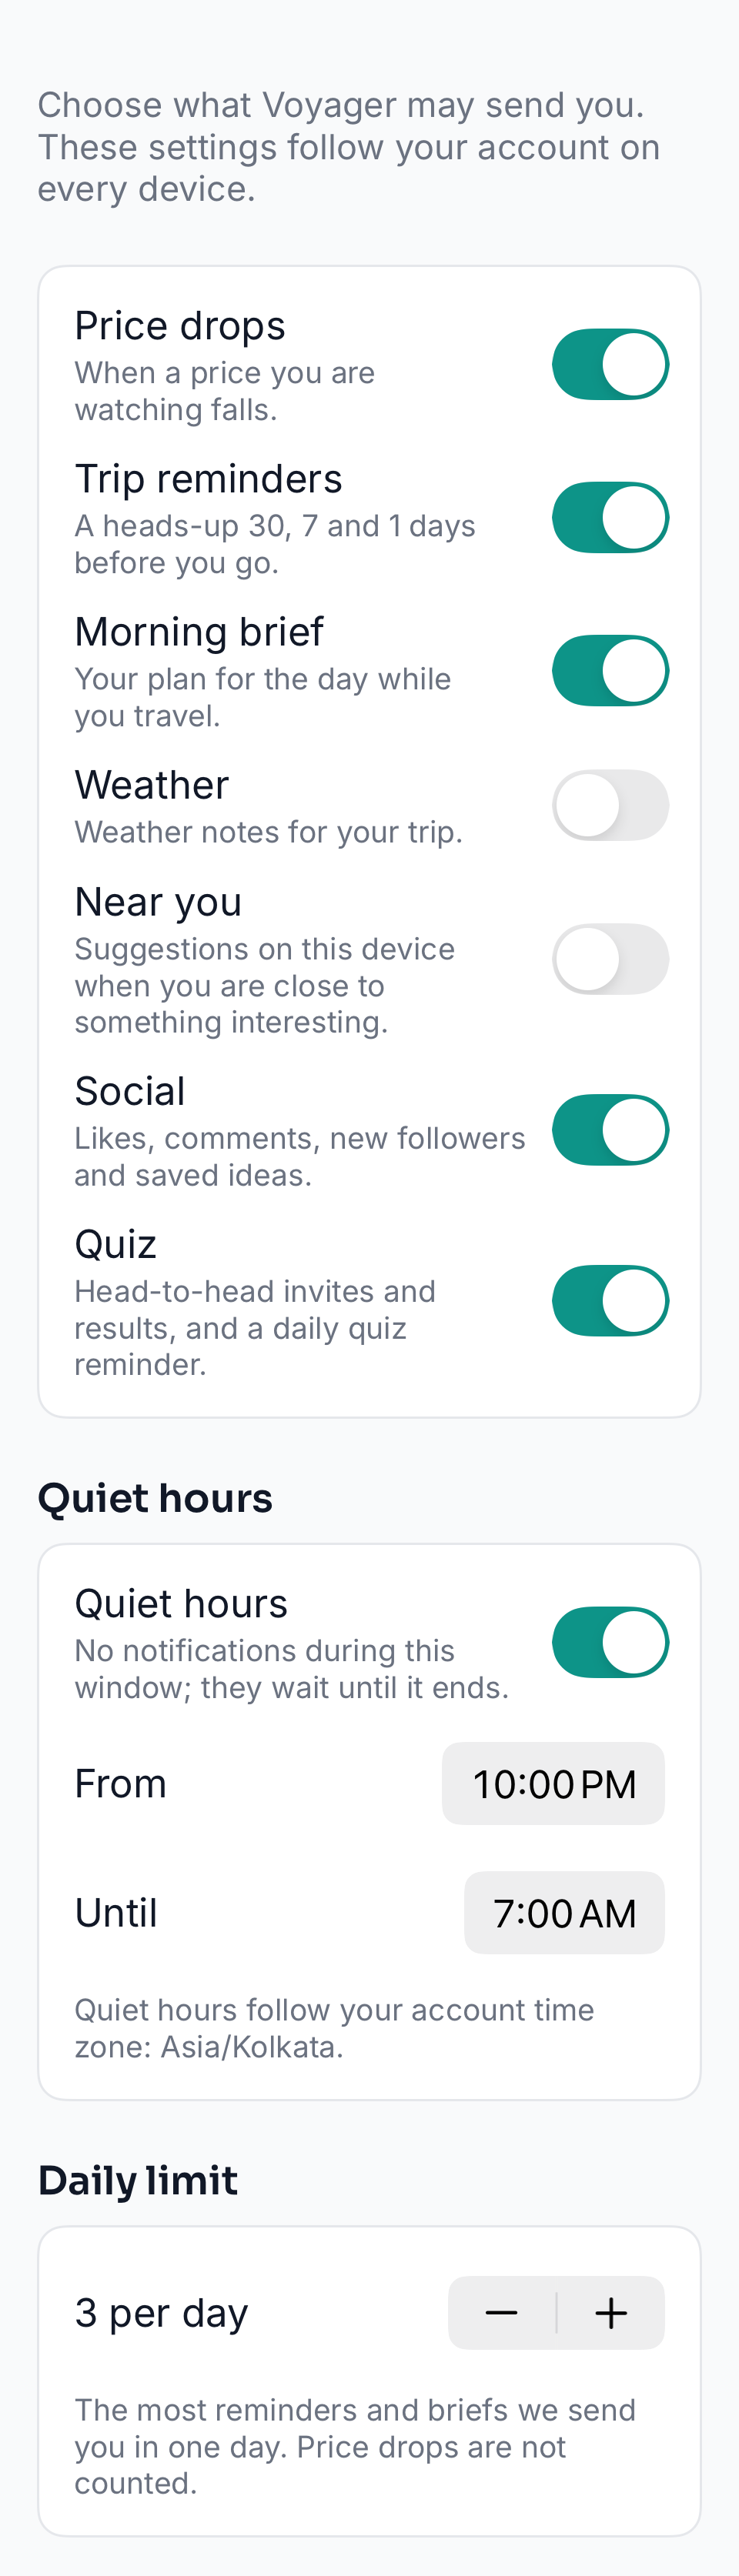 Choose what Voyager may send you.
These settings follow your account on
every device.
Price drops
When a price you are
watching falls.
Trip reminders
A heads-up 30, 7 and 1 days
before you go.
Morning brief
Your plan for the day while
you travel.
Weather
Weather notes for your trip.
Near you
Suggestions on this device
when you are close to
something interesting.
Social
Likes, comments, new followers
and saved ideas.
Quiz
Head-to-head invites and
results, and a daily quiz
reminder.
Quiet hours
Quiet hours
No notifications during this
window; they wait until it ends.
From 10:00 PM
Until 7:00 AM
Quiet hours follow your account time
zone: Asia/Kolkata.
Daily limit
3 per day − +
The most reminders and briefs we send
you in one day. Price drops are not
counted.